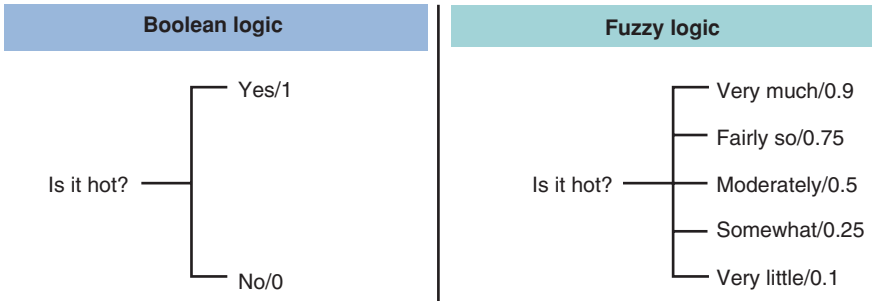 Boolean logic
Yes/1
Is it hot?
No/0
Fuzzy logic
Very much/0.9
Fairly so/0.75
Is it hot?
Moderately/0.5
Somewhat/0.25
Very little/0.1